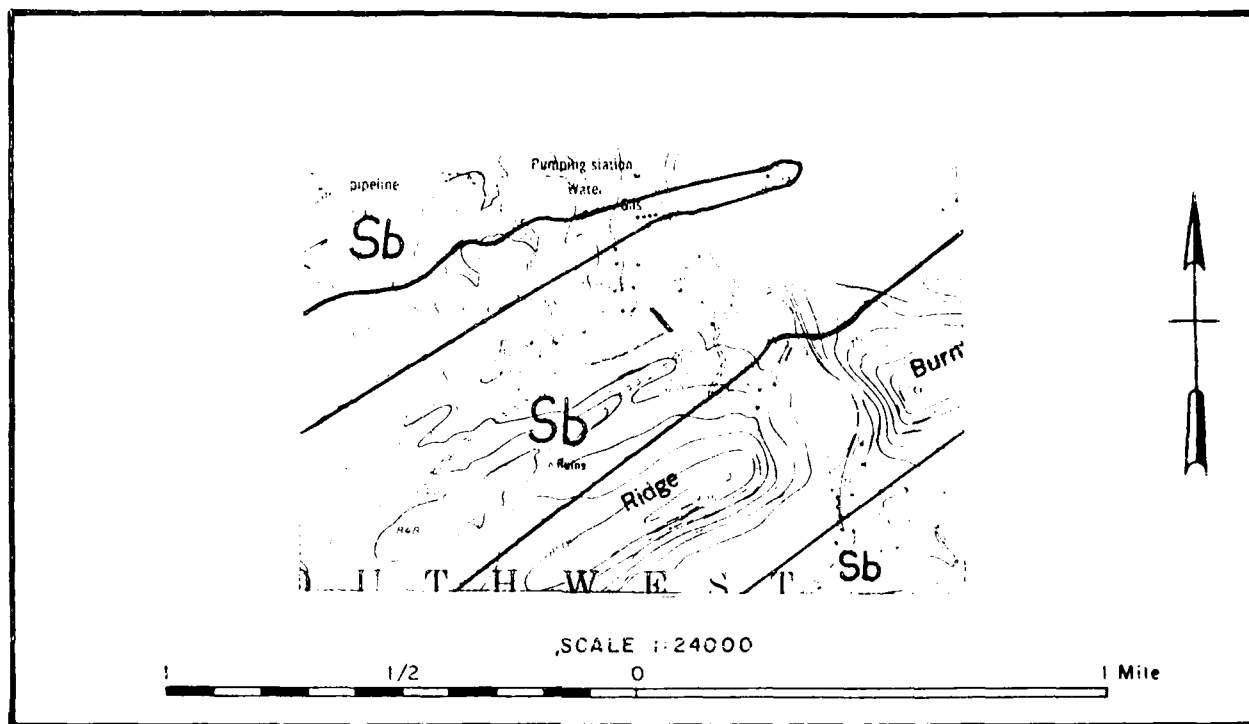 Pumping station
pipeline
Water
Sb
Burn
Sb
Ruins
Ridge
Sb
U T H W E S T
SCALE 1:24000
1 1/2 0 1 Mile